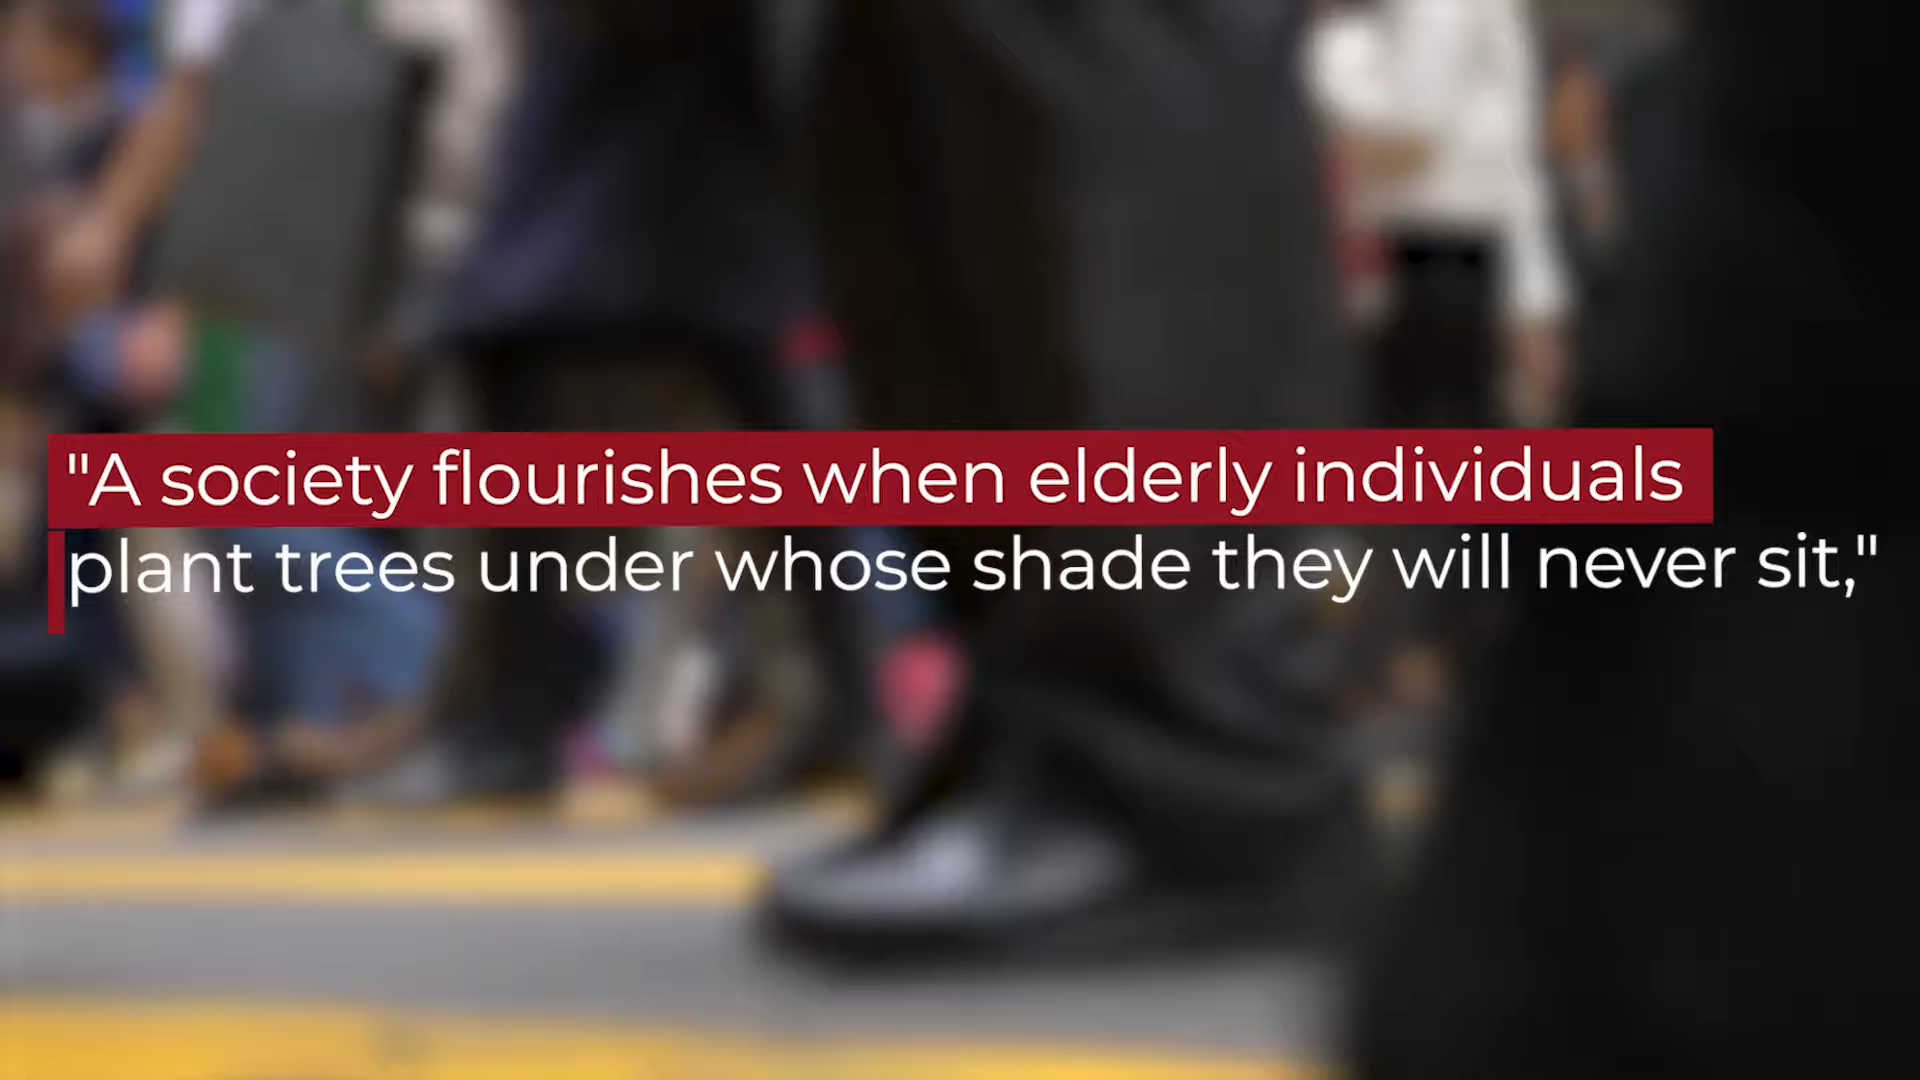 "A society flourishes when elderly individuals
plant trees under whose shade they will never sit,"